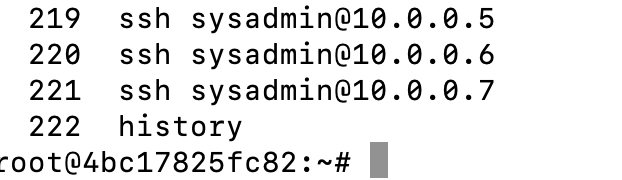 219  ssh sysadmin@10.0.0.5
220  ssh sysadmin@10.0.0.6
221  ssh sysadmin@10.0.0.7
222  history
root@4bc17825fc82:~#